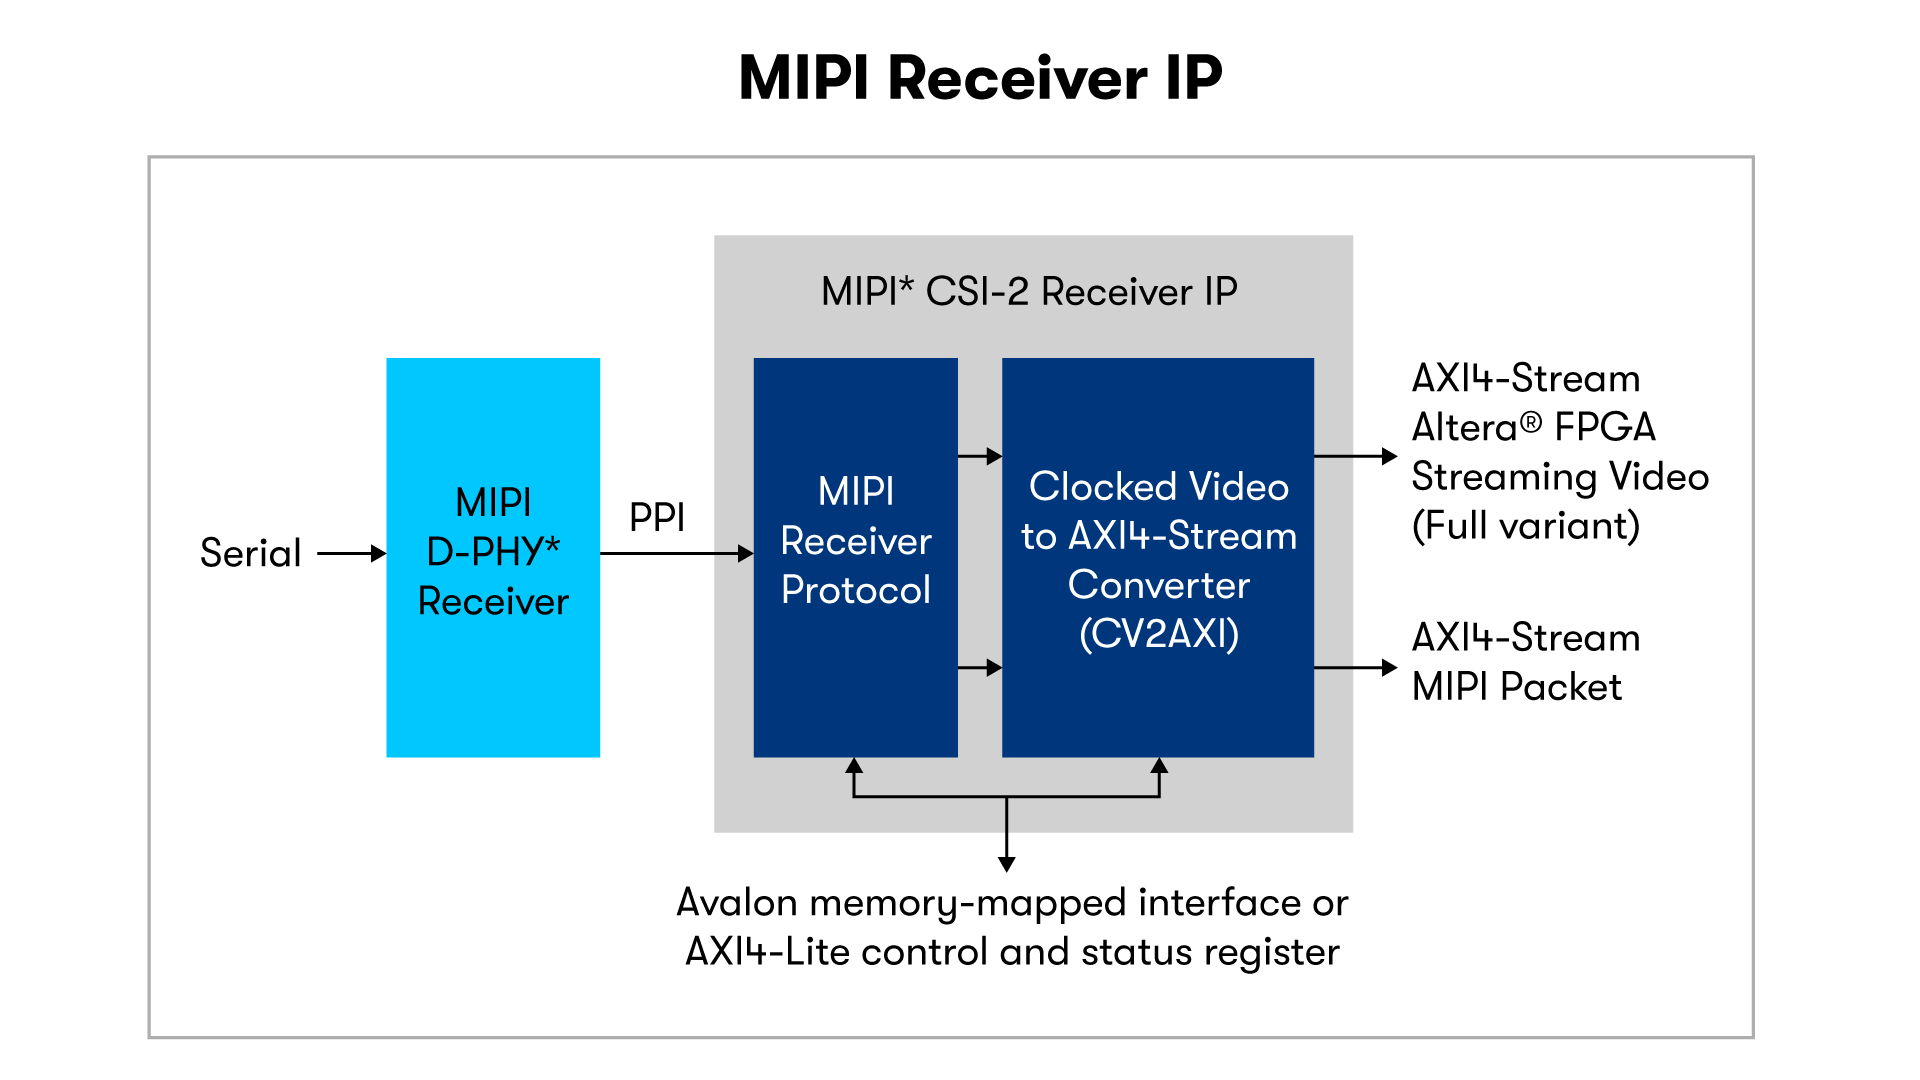 MIPI Receiver IP
MIPI* CSI-2 Receiver IP
Serial
MIPI
D-PHY*
Receiver
PPI
MIPI
Receiver
Protocol
Clocked Video
to AXI4-Stream
Converter
(CV2AXI)
AXI4-Stream
Altera® FPGA
Streaming Video
(Full variant)
AXI4-Stream
MIPI Packet
Avalon memory-mapped interface or
AXI4-Lite control and status register